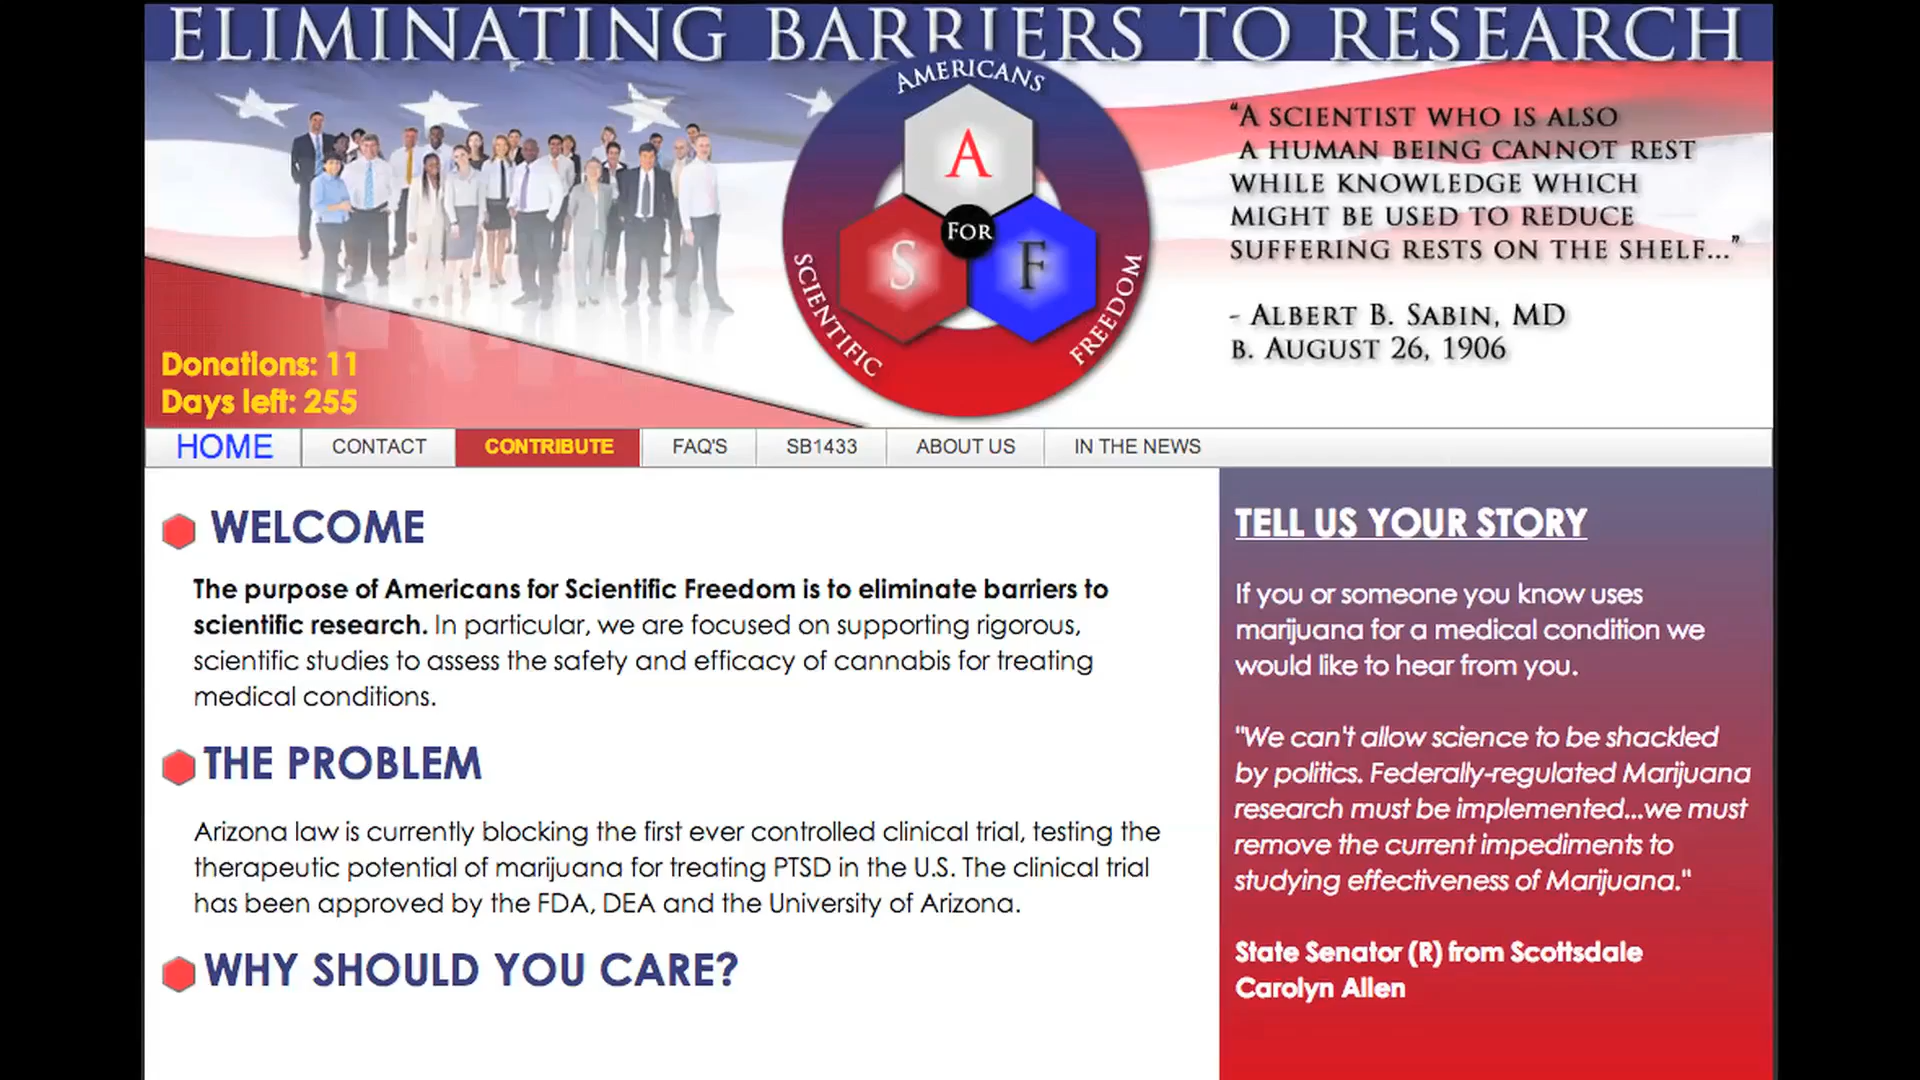 ELIMINATING BARRIERS TO RESEARCH
AMERICANS
A
FOR
S
F
SCIENTIFIC
FREEDOM
“A SCIENTIST WHO IS ALSO
A HUMAN BEING CANNOT REST
WHILE KNOWLEDGE WHICH
MIGHT BE USED TO REDUCE
SUFFERING RESTS ON THE SHELF...”
- ALBERT B. SABIN, MD
B. AUGUST 26, 1906
Donations: 11
Days left: 255
HOME CONTACT CONTRIBUTE FAQ'S SB1433 ABOUT US IN THE NEWS
WELCOME
The purpose of Americans for Scientific Freedom is to eliminate barriers to
scientific research. In particular, we are focused on supporting rigorous,
scientific studies to assess the safety and efficacy of cannabis for treating
medical conditions.
THE PROBLEM
Arizona law is currently blocking the first ever controlled clinical trial, testing the
therapeutic potential of marijuana for treating PTSD in the U.S. The clinical trial
has been approved by the FDA, DEA and the University of Arizona.
WHY SHOULD YOU CARE?
TELL US YOUR STORY
If you or someone you know uses
marijuana for a medical condition we
would like to hear from you.
"We can't allow science to be shackled
by politics. Federally-regulated Marijuana
research must be implemented...we must
remove the current impediments to
studying effectiveness of Marijuana."
State Senator (R) from Scottsdale
Carolyn Allen